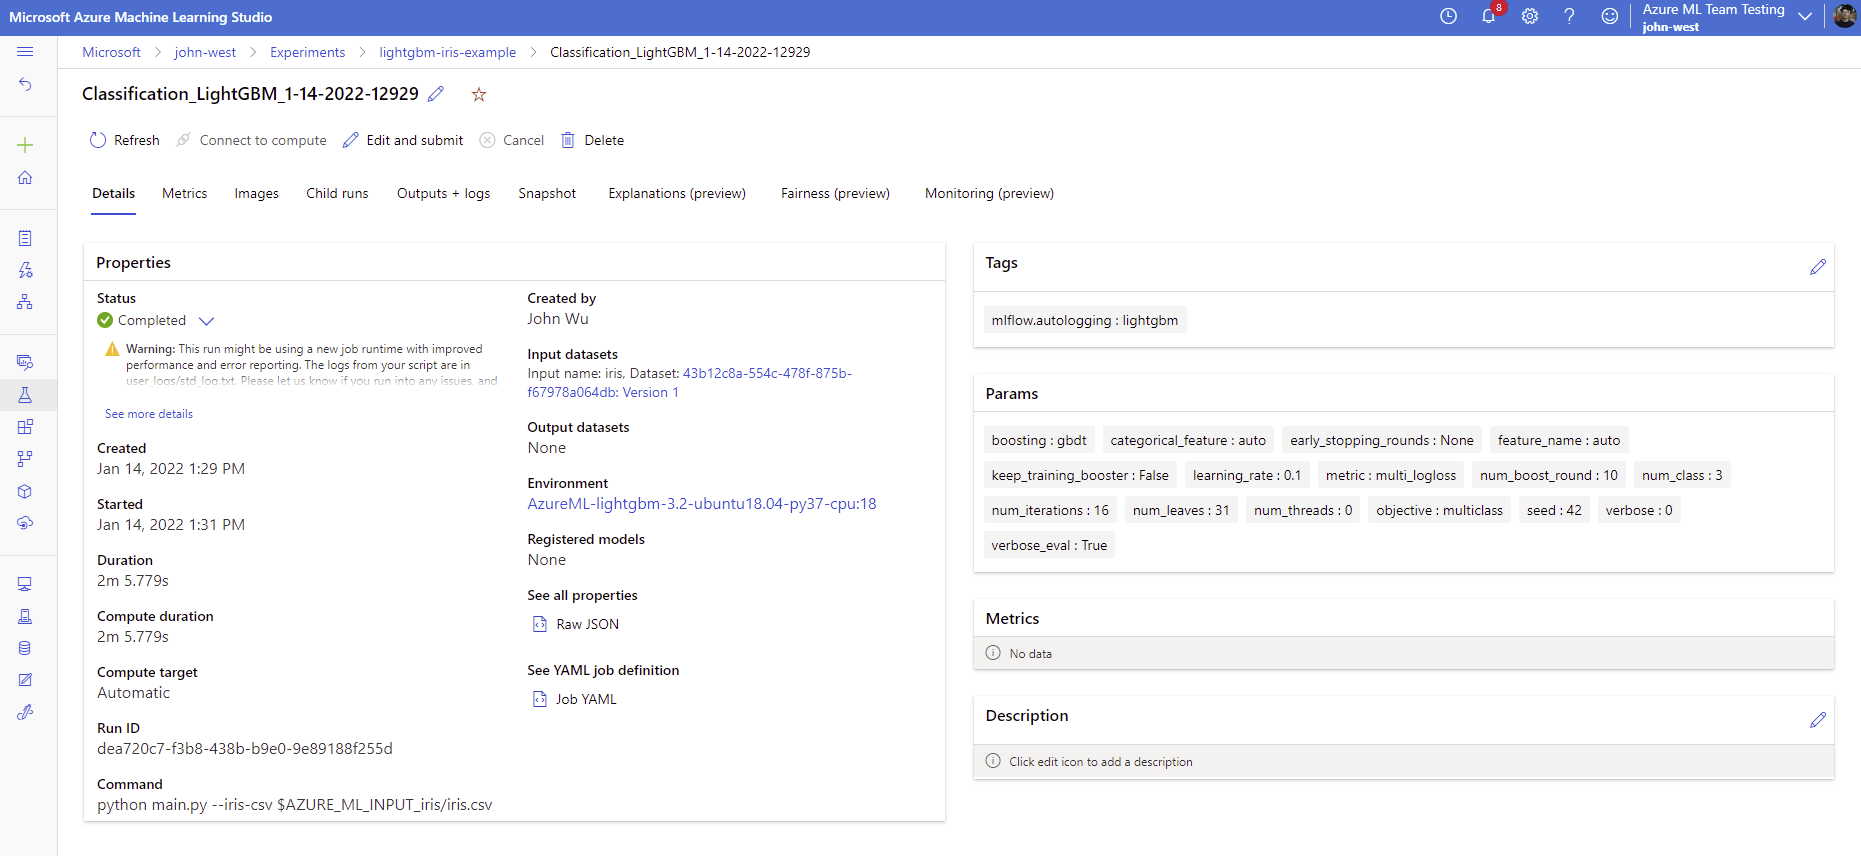 Microsoft Azure Machine Learning Studio
8
Azure ML Team Testing
john-west
Microsoft > john-west > Experiments > lightgbm-iris-example > Classification_LightGBM_1-14-2022-12929
Classification_LightGBM_1-14-2022-12929
Refresh Connect to compute Edit and submit Cancel Delete
Details Metrics Images Child runs Outputs + logs Snapshot Explanations (preview) Fairness (preview) Monitoring (preview)
Properties
Status
Completed
Warning: This run might be using a new job runtime with improved
performance and error reporting. The logs from your script are in
user_logs/std_log.txt. Please let us know if you run into any issues, and
See more details
Created
Jan 14, 2022 1:29 PM
Started
Jan 14, 2022 1:31 PM
Duration
2m 5.779s
Compute duration
2m 5.779s
Compute target
Automatic
Run ID
dea720c7-f3b8-438b-b9e0-9e89188f255d
Command
python main.py --iris-csv $AZURE_ML_INPUT_iris/iris.csv
Created by
John Wu
Input datasets
Input name: iris, Dataset: 43b12c8a-554c-478f-875b-
f67978a064db: Version 1
Output datasets
None
Environment
AzureML-lightgbm-3.2-ubuntu18.04-py37-cpu:18
Registered models
None
See all properties
Raw JSON
See YAML job definition
Job YAML
Tags
mlflow.autologging : lightgbm
Params
boosting : gbdt categorical_feature : auto early_stopping_rounds : None feature_name : auto
keep_training_booster : False learning_rate : 0.1 metric : multi_logloss num_boost_round : 10 num_class : 3
num_iterations : 16 num_leaves : 31 num_threads : 0 objective : multiclass seed : 42 verbose : 0
verbose_eval : True
Metrics
No data
Description
Click edit icon to add a description